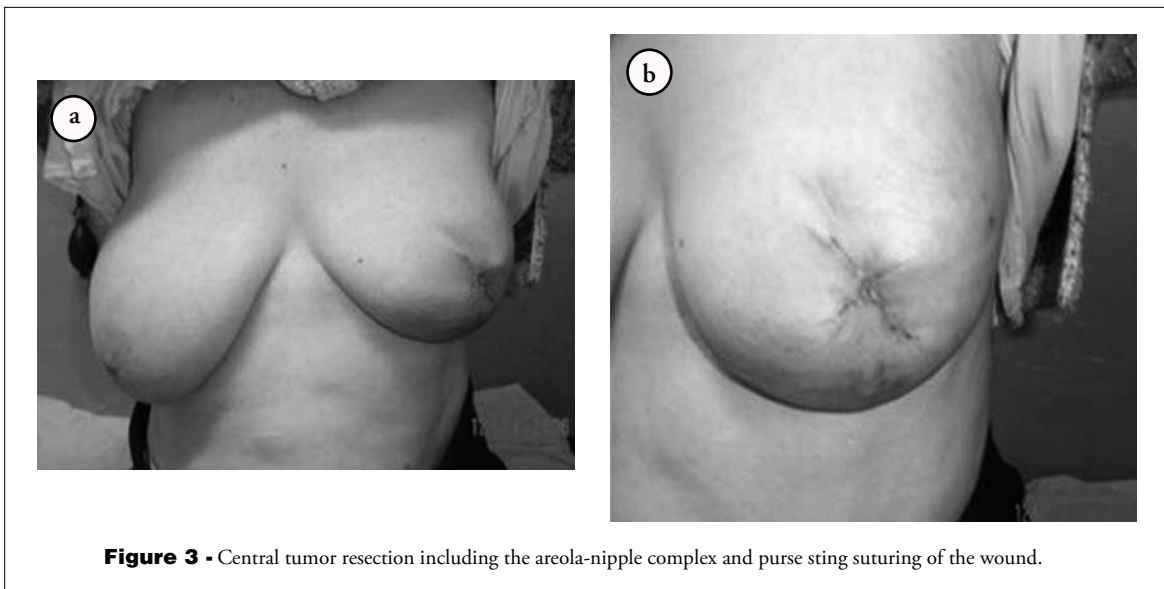 a
b
Figure 3 - Central tumor resection including the areola-nipple complex and purse sting suturing of the wound.